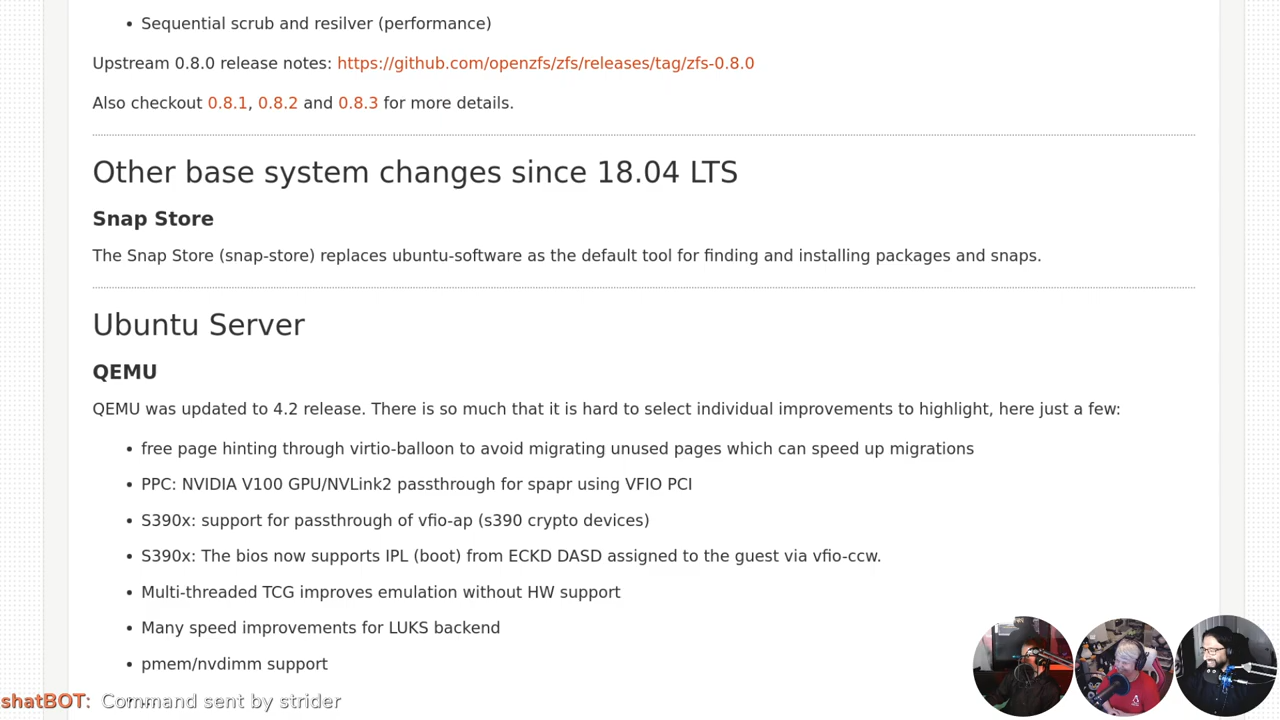 • Sequential scrub and resilver (performance)
Upstream 0.8.0 release notes: https://github.com/openzfs/zfs/releases/tag/zfs-0.8.0
Also checkout 0.8.1, 0.8.2 and 0.8.3 for more details.
Other base system changes since 18.04 LTS
Snap Store
The Snap Store (snap-store) replaces ubuntu-software as the default tool for finding and installing packages and snaps.
Ubuntu Server
QEMU
QEMU was updated to 4.2 release. There is so much that it is hard to select individual improvements to highlight, here just a few:
• free page hinting through virtio-balloon to avoid migrating unused pages which can speed up migrations
• PPC: NVIDIA V100 GPU/NVLink2 passthrough for spapr using VFIO PCI
• S390x: support for passthrough of vfio-ap (s390 crypto devices)
• S390x: The bios now supports IPL (boot) from ECKD DASD assigned to the guest via vfio-ccw.
• Multi-threaded TCG improves emulation without HW support
• Many speed improvements for LUKS backend
• pmem/nvdimm support
shatBOT: Command sent by strider